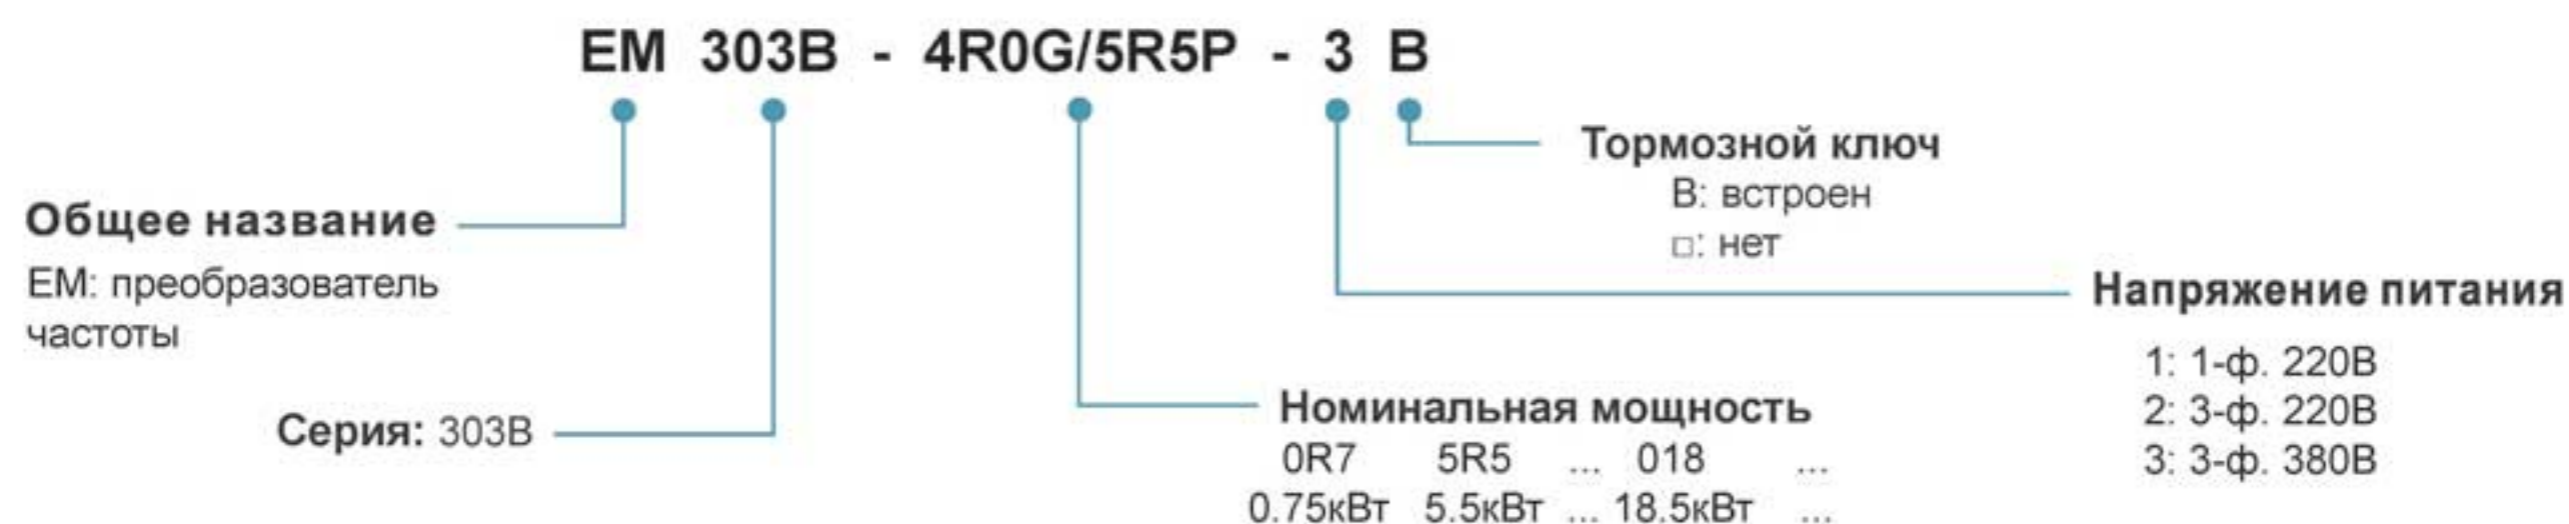 EM 303B - 4R0G/5R5P - 3 B
Тормозной ключ
B: встроен
□: нет
Общее название
EM: преобразователь
частоты
Напряжение питания
1: 1-ф. 220В
2: 3-ф. 220В
3: 3-ф. 380В
Серия: 303B
Номинальная мощность
0R7 5R5 ... 018 ...
0.75кВт 5.5кВт ... 18.5кВт ...